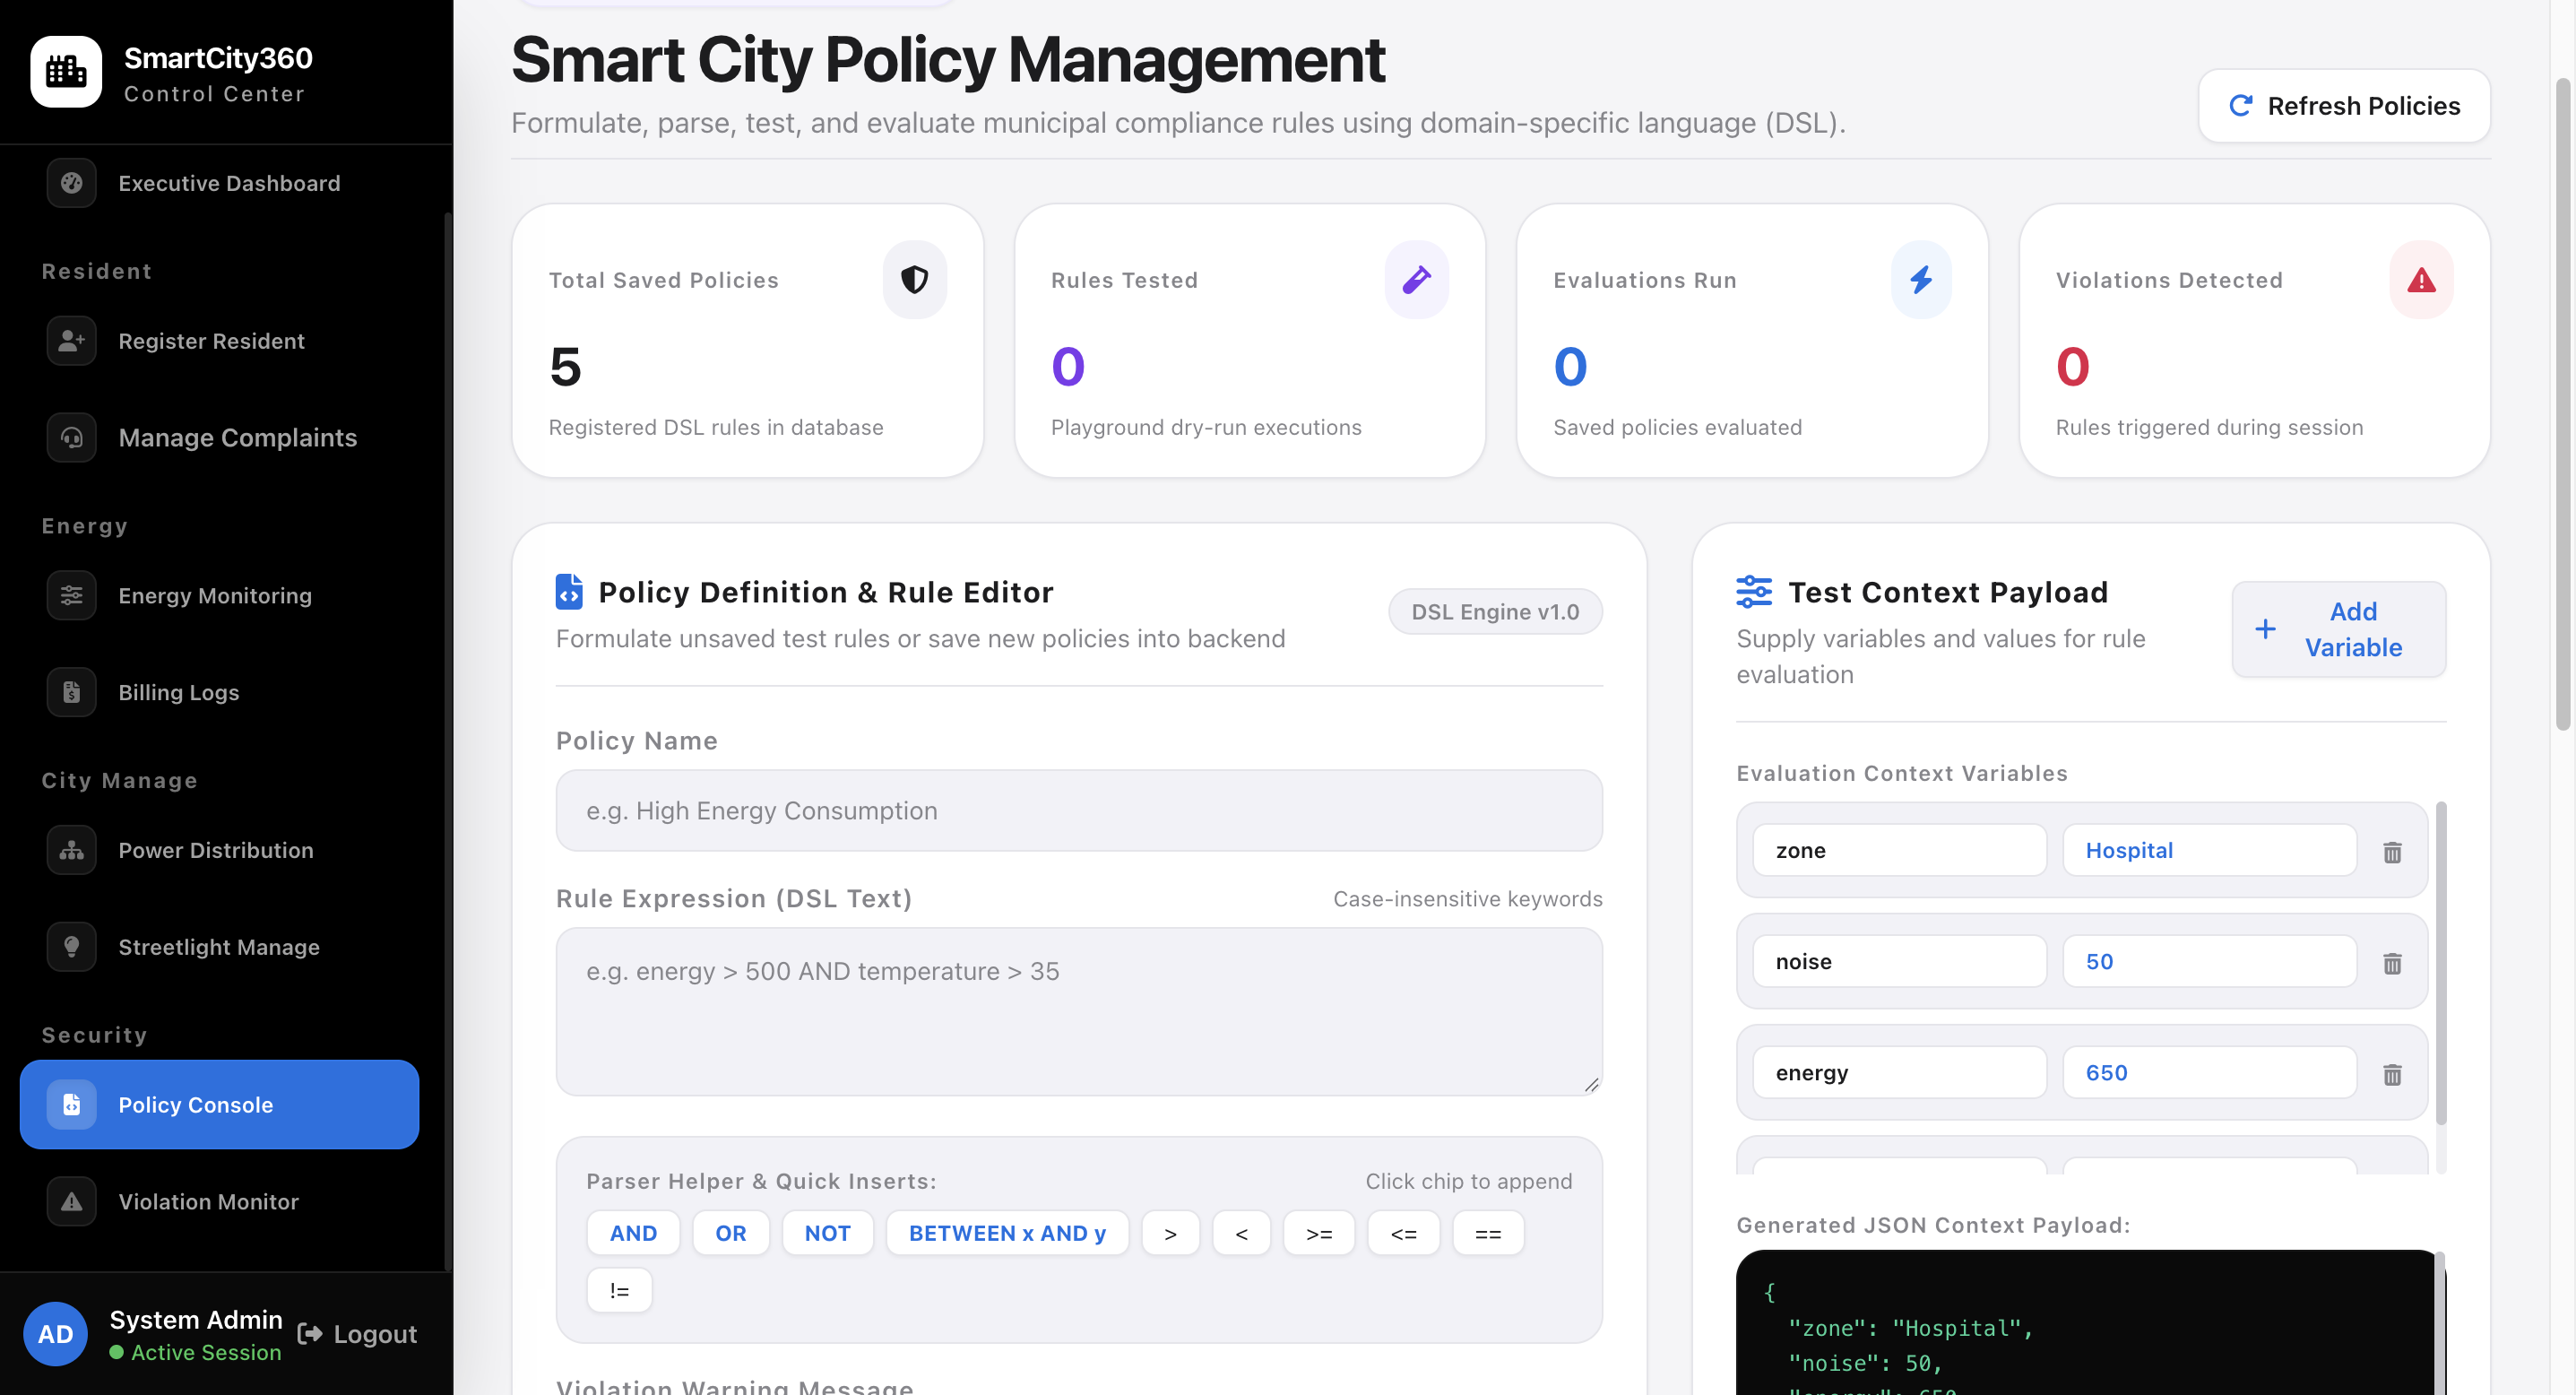 SmartCity360
Control Center
Executive Dashboard
Resident
Register Resident
Manage Complaints
Energy
Energy Monitoring
Billing Logs
City Manage
Power Distribution
Streetlight Manage
Security
Policy Console
Violation Monitor
AD
System Admin
Active Session
Logout
Smart City Policy Management
Formulate, parse, test, and evaluate municipal compliance rules using domain-specific language (DSL).
Refresh Policies
Total Saved Policies
5
Registered DSL rules in database
Rules Tested
0
Playground dry-run executions
Evaluations Run
0
Saved policies evaluated
Violations Detected
0
Rules triggered during session
Policy Definition & Rule Editor
Formulate unsaved test rules or save new policies into backend
DSL Engine v1.0
Policy Name
e.g. High Energy Consumption
Rule Expression (DSL Text)
Case-insensitive keywords
e.g. energy > 500 AND temperature > 35
Parser Helper & Quick Inserts:
Click chip to append
AND OR NOT BETWEEN x AND y > < >= <= ==
!=
Violation Warning Message
Test Context Payload
Supply variables and values for rule
evaluation
+ Add
Variable
Evaluation Context Variables
zone Hospital
noise 50
energy 650
Generated JSON Context Payload:
{
"zone": "Hospital",
"noise": 50,
"energy": 650